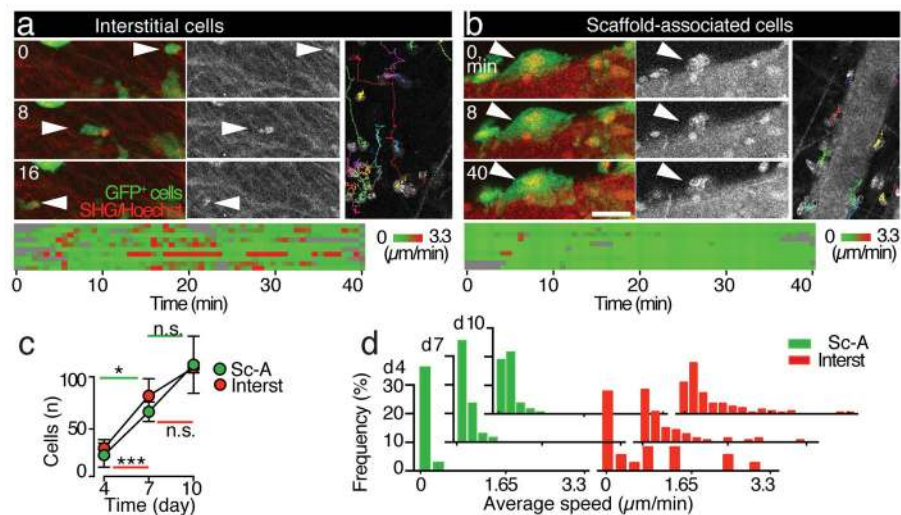 a Interstitial cells
0
8
16
GFP+ cells
SHG/Hoechst
0 3.3
(µm/min)
0 10 20 30 40
Time (min)
b Scaffold-associated cells
0, min
8
40
0 3.3
(µm/min)
0 10 20 30 40
Time (min)
c
n.s.
Sc-A
Interst
*
n.s.
***
100
50
0
Cells (n)
4 7 10
Time (day)
d
d4
d7
d10
Sc-A
Interst
30
20
10
0
Frequency (%)
0 1.65 3.3
0 1.65 3.3
Average speed (µm/min)